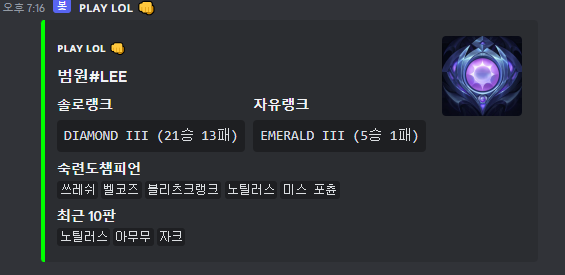 오후 7:16 봇 PLAY LOL 👊
PLAY LOL 👊
범원#LEE
솔로랭크 자유랭크
DIAMOND III (21승 13패) EMERALD III (5승 1패)
숙련도챔피언
쓰레쉬 벨코즈 블리츠크랭크 노틸러스 미스 포츈
최근 10판
노틸러스 아무무 자크